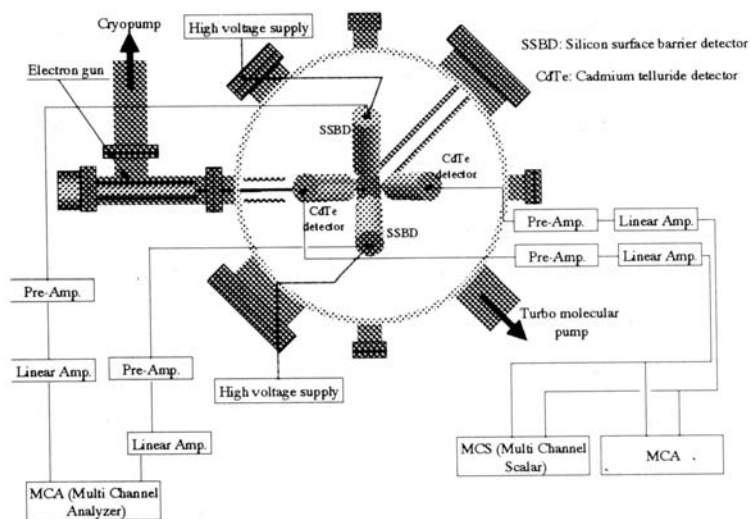 Cryopump
High voltage supply
SSBD: Silicon surface barrier detector
Electron gun
CdTe: Cadmium telluride detector
SSBD
CdTe
detector
CdTe
detector
SSBD
Pre-Amp.
Linear Amp.
Pre-Amp.
Linear Amp.
Pre-Amp.
Turbo molecular
pump
Linear Amp.
Pre-Amp.
High voltage supply
Linear Amp.
MCS (Multi Channel
Scalar)
MCA
MCA (Multi Channel
Analyzer)